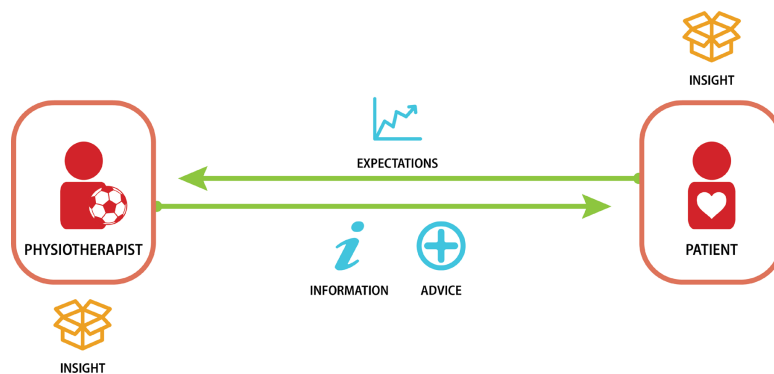 INSIGHT
EXPECTATIONS
PHYSIOTHERAPIST
PATIENT
INFORMATION
ADVICE
INSIGHT